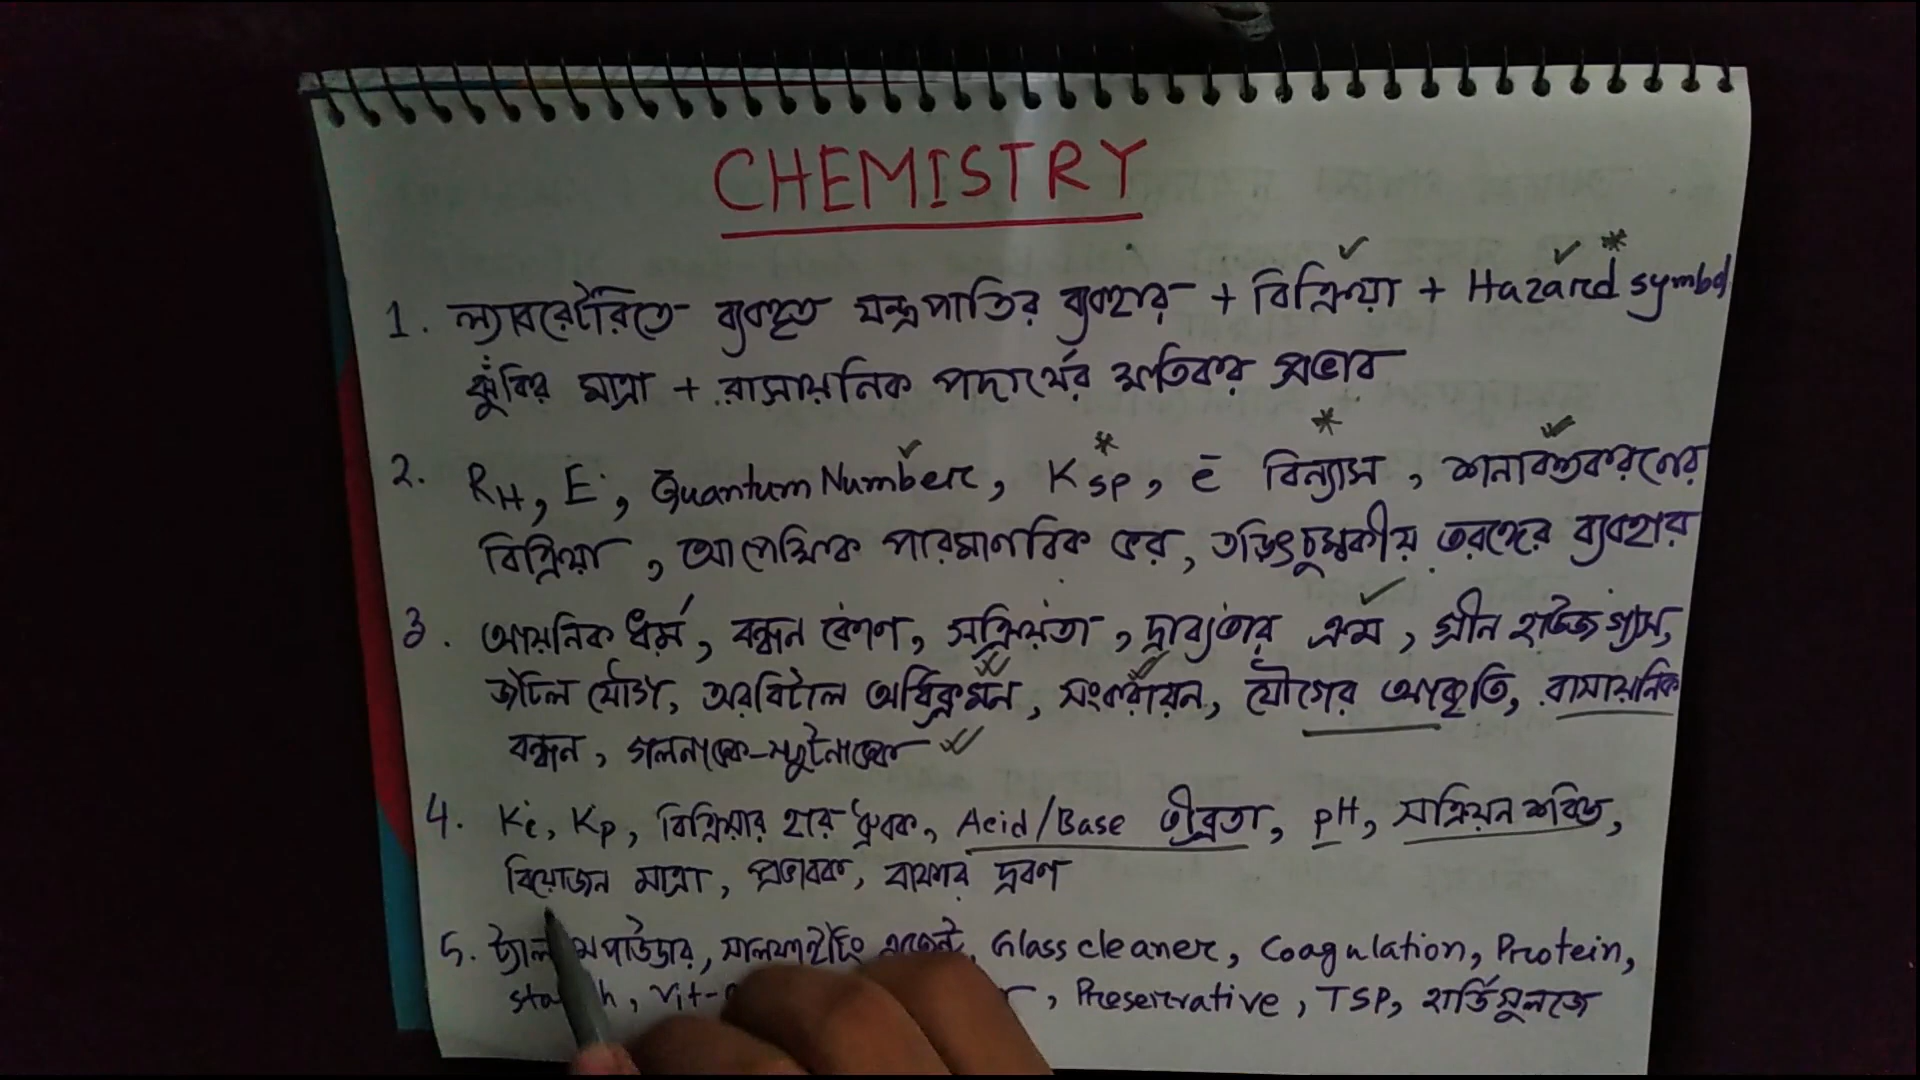 CHEMISTRY
1. ল্যাবরেটরিতে ব্যবহৃত যন্ত্রপাতির ব্যবহার + বিক্রিয়া + Hazard symbol
ঝুঁকির মাত্রা + রাসায়নিক পদার্থের ক্ষতিকর প্রভাব
2. RH, E, Quantum Number, Ksp, ē বিন্যাস, শনাক্তকরণের
বিক্রিয়া, আপেক্ষিক পারমাণবিক ভর, তড়িৎচুম্বকীয় তরঙ্গের ব্যবহার
3. আয়নিক ধর্ম, বন্ধন কোণ, সক্রিয়তা, দ্রাব্যতার ক্রম, গ্রীন হাউজ গ্যাস,
জটিল যৌগ, অরবিটাল অধিক্রমন, সংকরায়ন, যৌগের আকৃতি, রাসায়নিক
বন্ধন, গলনাঙ্ক-স্ফুটনাঙ্ক
4. Kc, Kp, বিক্রিয়ার হার ধ্রুবক, Acid/Base তীব্রতা, pH, সক্রিয়ন শক্তি,
বিয়োজন মাত্রা, প্রভাবক, বাফার দ্রবণ
5. পাউডার, Glass cleaner, Coagulation, Protein,
Vit-, Preservative, TSP,